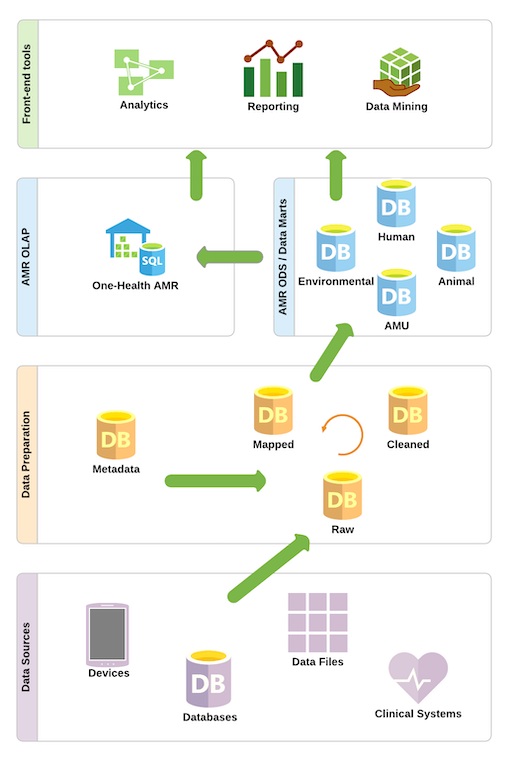 Front-end tools
Analytics
Reporting
Data Mining
AMR OLAP
SQL
One-Health AMR
AMR ODS / Data Marts
DB
Human
DB
Environmental
DB
Animal
DB
AMU
Data Preparation
DB
Metadata
DB
Mapped
DB
Cleaned
DB
Raw
Data Sources
Devices
DB
Databases
Data Files
Clinical Systems